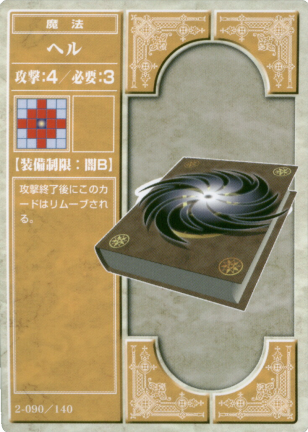 魔法
ヘル
攻撃:4／必要:3
【装備制限：闇B】
攻撃終了後にこのカ
ードはリムーブされ
る。
2-090/140